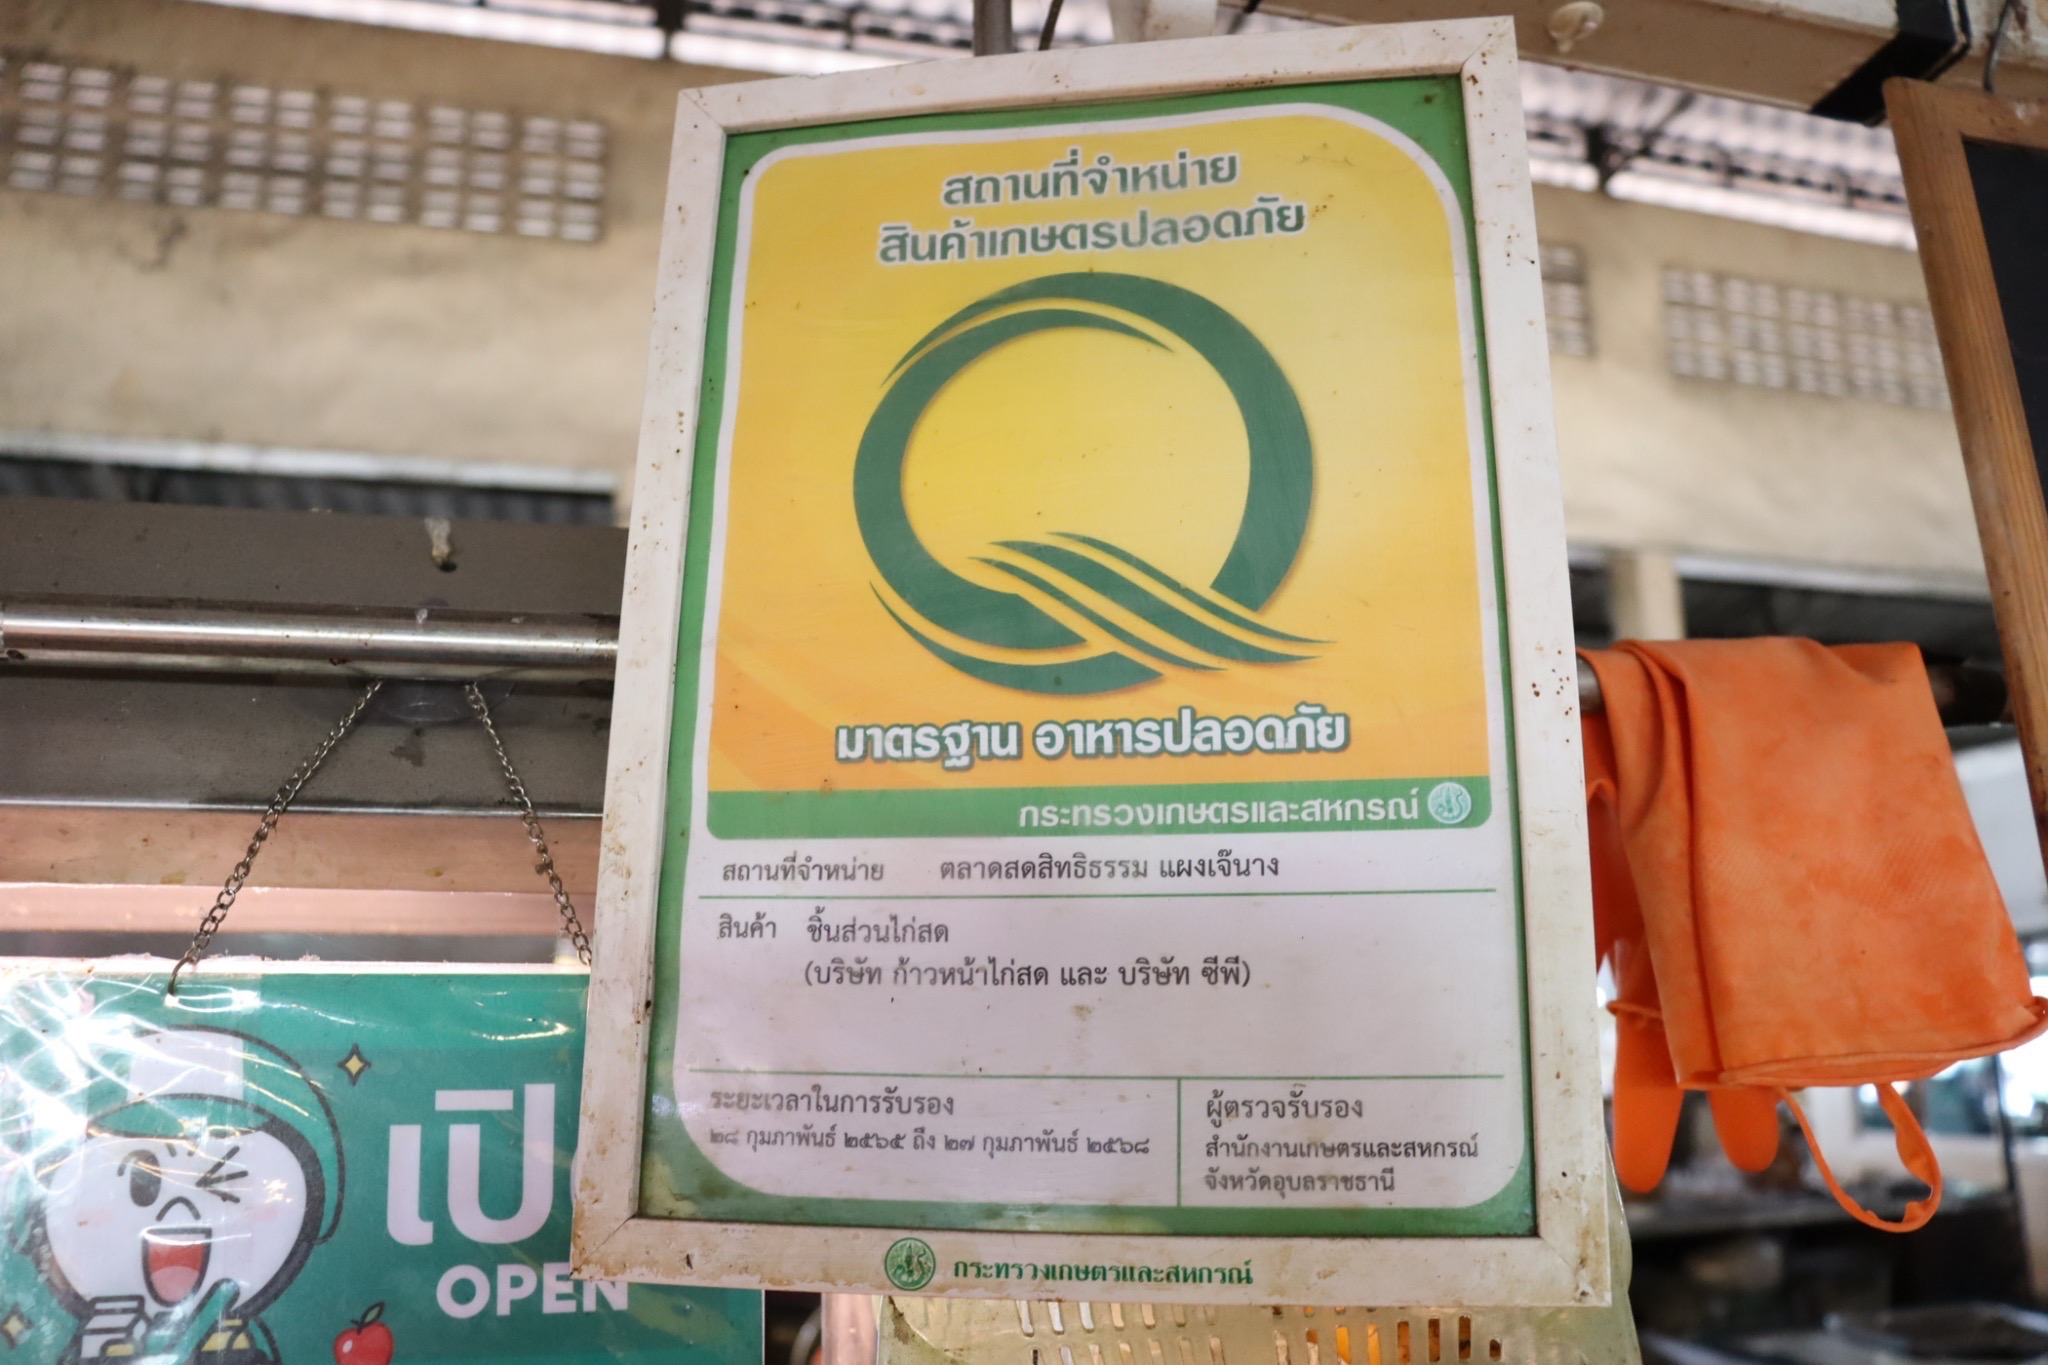 สถานที่จำหน่าย
สินค้าเกษตรปลอดภัย
Q
มาตรฐาน อาหารปลอดภัย
กระทรวงเกษตรและสหกรณ์
สถานที่จำหน่าย ตลาดสดสิทธิธรรม แผงเจ๊นาง
สินค้า ชิ้นส่วนไก่สด
(บริษัท ก้าวหน้าไก่สด และ บริษัท ซีพี)
ระยะเวลาในการรับรอง
๒๘ กุมภาพันธ์ ๒๕๖๕ ถึง ๒๗ กุมภาพันธ์ ๒๕๖๘
ผู้ตรวจรับรอง
สำนักงานเกษตรและสหกรณ์
จังหวัดอุบลราชธานี
กระทรวงเกษตรและสหกรณ์
เปิ
OPEN